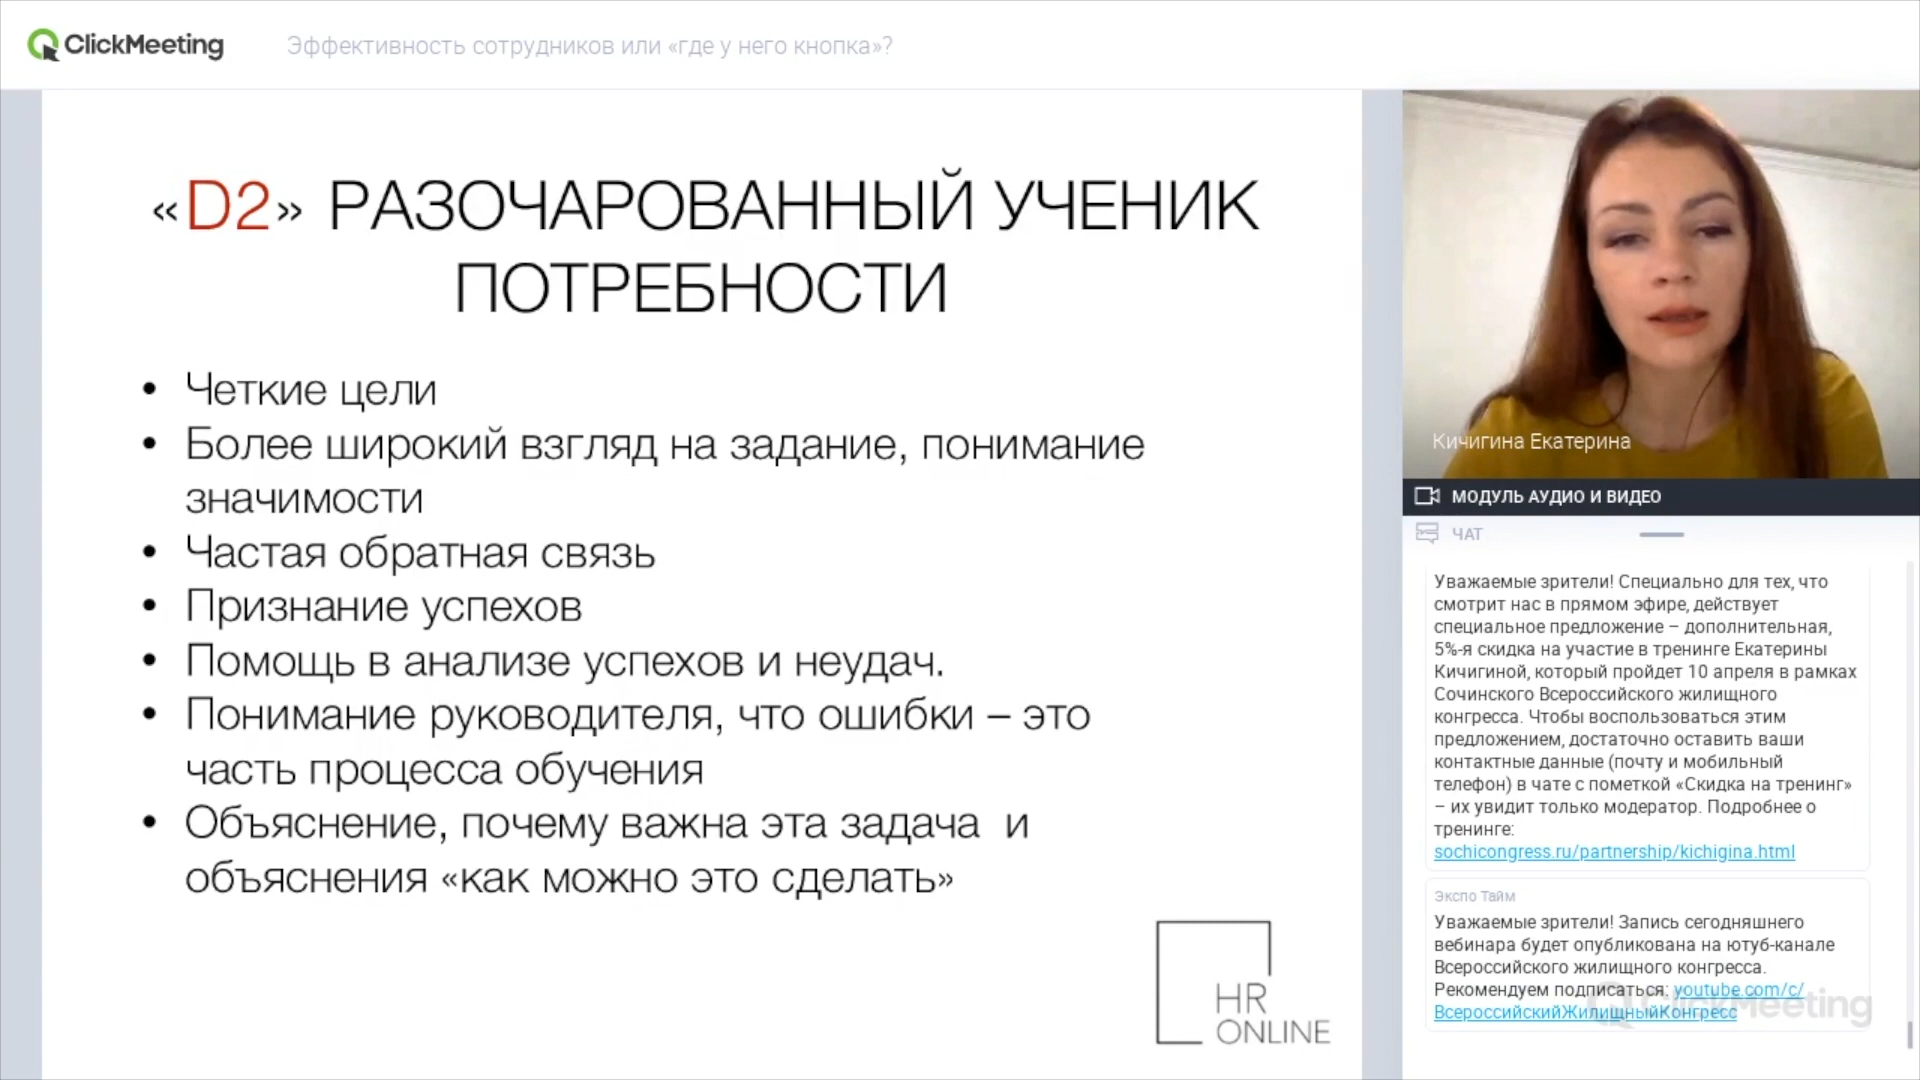 ClickMeeting
Эффективность сотрудников или «где у него кнопка»?
«D2» РАЗОЧАРОВАННЫЙ УЧЕНИК
ПОТРЕБНОСТИ
• Четкие цели
• Более широкий взгляд на задание, понимание
значимости
• Частая обратная связь
• Признание успехов
• Помощь в анализе успехов и неудач.
• Понимание руководителя, что ошибки – это
часть процесса обучения
• Объяснение, почему важна эта задача и
объяснения «как можно это сделать»
HR
ONLINE
Кичигина Екатерина
МОДУЛЬ АУДИО И ВИДЕО
ЧАТ
Уважаемые зрители! Специально для тех, что
смотрит нас в прямом эфире, действует
специальное предложение – дополнительная,
5%-я скидка на участие в тренинге Екатерины
Кичигиной, который пройдет 10 апреля в рамках
Сочинского Всероссийского жилищного
конгресса. Чтобы воспользоваться этим
предложением, достаточно оставить ваши
контактные данные (почту и мобильный
телефон) в чате с пометкой «Скидка на тренинг»
– их увидит только модератор. Подробнее о
тренинге:
sochicongress.ru/partnership/kichigina.html
Экспо Тайм
Уважаемые зрители! Запись сегодняшнего
вебинара будет опубликована на ютуб-канале
Всероссийского жилищного конгресса.
Рекомендуем подписаться: youtube.com/c/
ВсероссийскийЖилищныйКонгресс
ClickMeeting